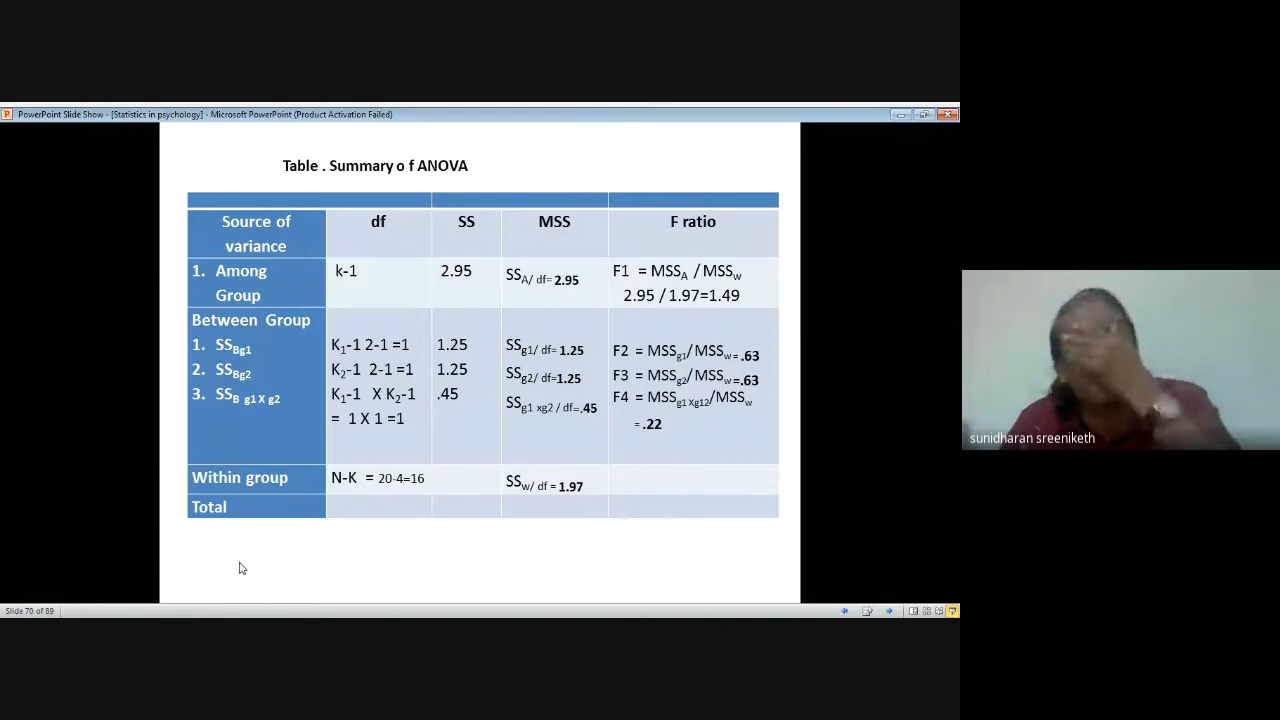 PowerPoint Slide Show - [Statistics in psychology] - Microsoft PowerPoint (Product Activation Failed)
Table . Summary o f ANOVA
Source of variance df SS MSS F ratio
1. Among Group k-1 2.95 SSA/ df= 2.95 F1 = MSSA / MSSw
2.95 / 1.97=1.49
Between Group
1. SSBg1 K1-1 2-1 =1 1.25 SSg1/ df= 1.25 F2 = MSSg1/MSSw = .63
2. SSBg2 K2-1 2-1 =1 1.25 SSg2/ df=1.25 F3 = MSSg2/MSSw=.63
3. SSB g1 X g2 K1-1 X K2-1 .45 SSg1 xg2 / df=.45 F4 = MSSg1 Xg12/MSSw
= 1 X 1 =1 = .22
Within group N-K = 20-4=16 SSw/ df = 1.97
Total
Slide 70 of 89
sunidharan sreeniketh